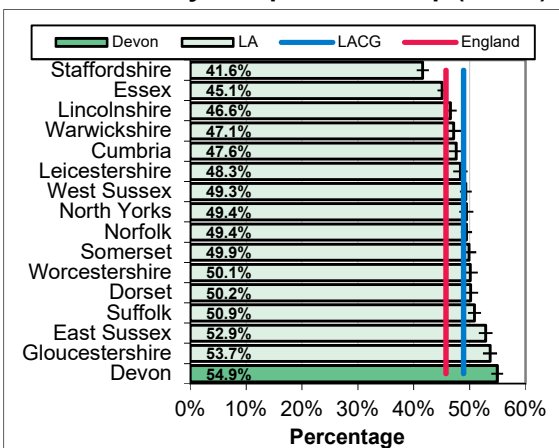 Devon LA LACG England
Staffordshire 41.6%
Essex 45.1%
Lincolnshire 46.6%
Warwickshire 47.1%
Cumbria 47.6%
Leicestershire 48.3%
West Sussex 49.3%
North Yorks 49.4%
Norfolk 49.4%
Somerset 49.9%
Worcestershire 50.1%
Dorset 50.2%
Suffolk 50.9%
East Sussex 52.9%
Gloucestershire 53.7%
Devon 54.9%
0% 10% 20% 30% 40% 50% 60%
Percentage